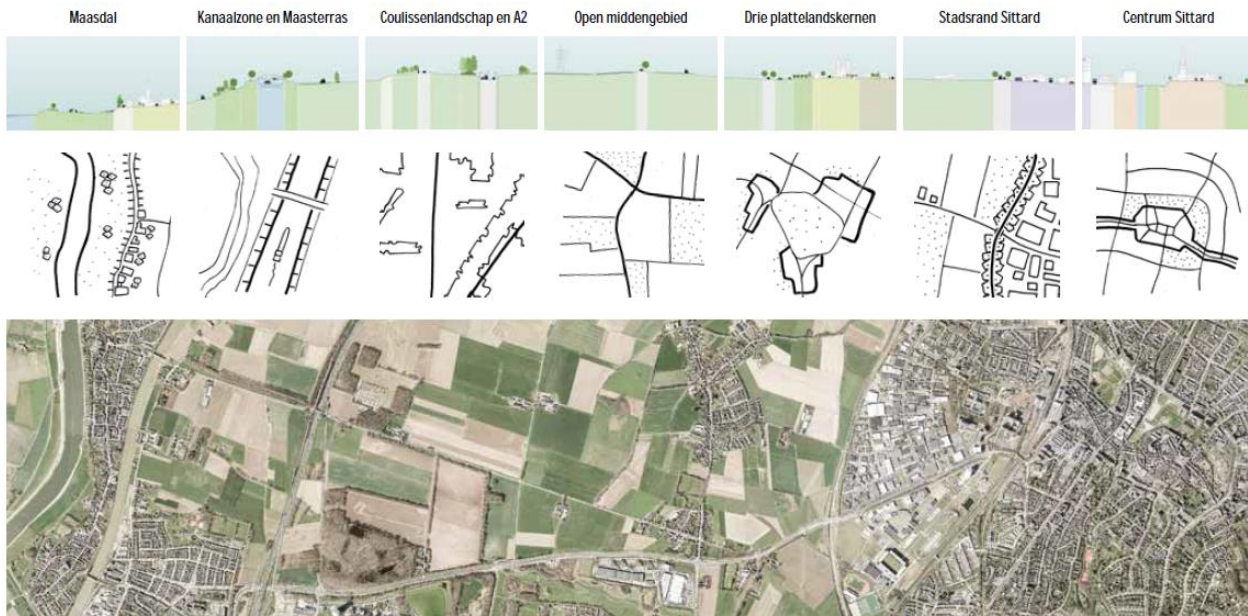 Maasdal
Kanaalzone en Maasterras
Coulissenlandschap en A2
Open middengebied
Drie plattelandskernen
Stadsrand Sittard
Centrum Sittard